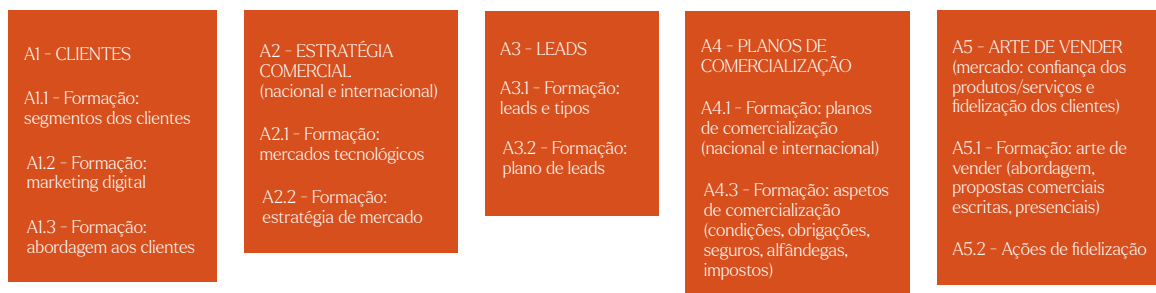 A1 - CLIENTES
A1.1 - Formação:
segmentos dos clientes
A1.2 - Formação:
marketing digital
A1.3 - Formação:
abordagem aos clientes
A2 - ESTRATÉGIA
COMERCIAL
(nacional e internacional)
A2.1 - Formação:
mercados tecnológicos
A2.2 - Formação:
estratégia de mercado
A3 - LEADS
A3.1 - Formação:
leads e tipos
A3.2 - Formação:
plano de leads
A4 - PLANOS DE
COMERCIALIZAÇÃO
A4.1 - Formação: planos
de comercialização
(nacional e internacional)
A4.3 - Formação: aspetos
de comercialização
(condições, obrigações,
seguros, alfândegas,
impostos)
A5 - ARTE DE VENDER
(mercado: confiança dos
produtos/serviços e
fidelização dos clientes)
A5.1 - Formação: arte de
vender (abordagem,
propostas comerciais
escritas, presenciais)
A5.2 - Ações de fidelização